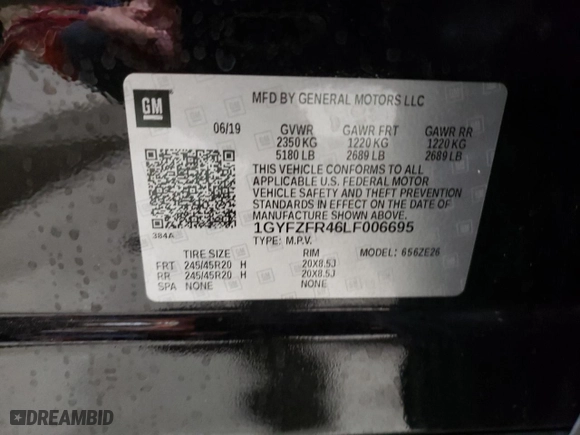 GM
MFD BY GENERAL MOTORS LLC
06/19 GVWR GAWR FRT GAWR RR
2350 KG 1220 KG 1220 KG
5180 LB 2689 LB 2689 LB
THIS VEHICLE CONFORMS TO ALL
APPLICABLE U.S. FEDERAL MOTOR
VEHICLE SAFETY AND THEFT PREVENTION
STANDARDS IN EFFECT ON THE DATE OF
MANUFACTURE SHOWN ABOVE.
1GYFZFR46LF006695
384A TYPE: M.P.V. MODEL: 656ZE26
TIRE SIZE RIM
FRT 245/45R20 H 20X8.5J
RR 245/45R20 H 20X8.5J
SPA NONE NONE
DREAMBID